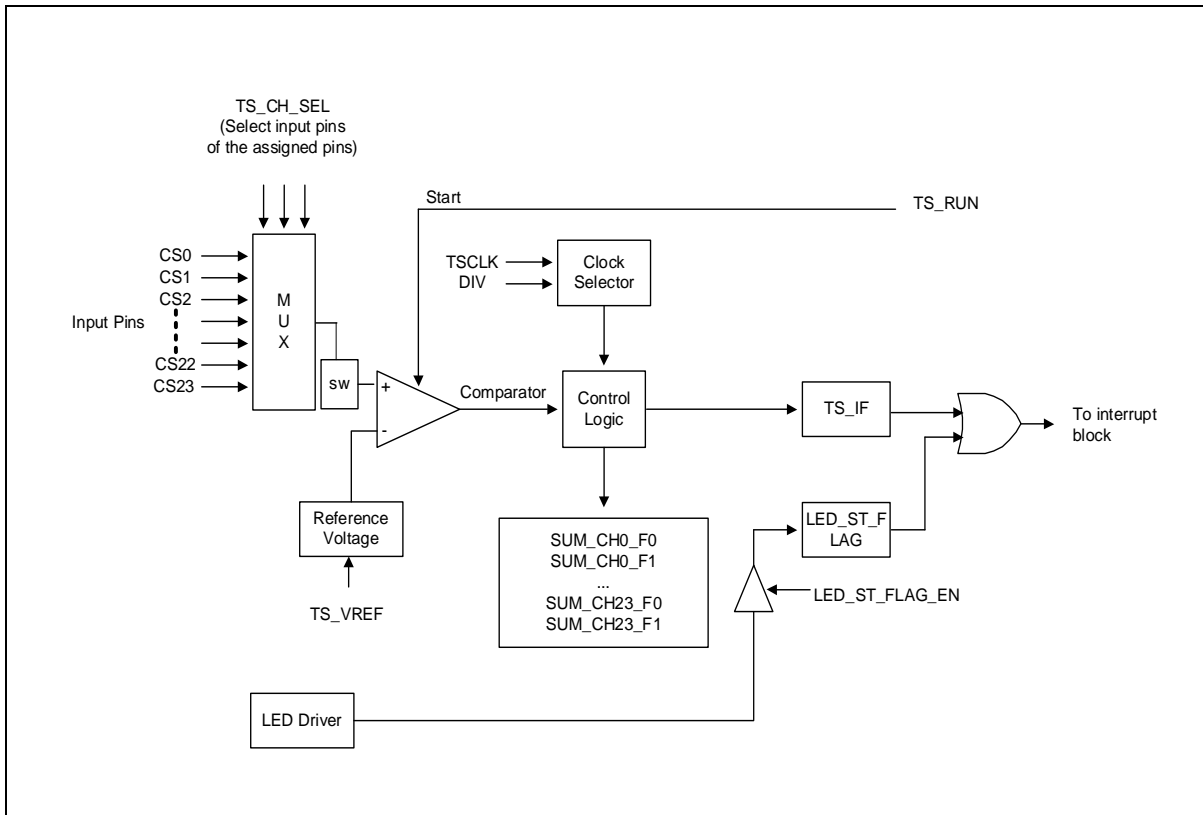 TS_CH_SEL
(Select input pins
of the assigned pins)
Start
TS_RUN
CS0
CS1
CS2
Input Pins
CS22
CS23
M
U
X
sw
+
-
TSCLK
DIV
Clock
Selector
Comparator
Control
Logic
TS_IF
To interrupt
block
Reference
Voltage
TS_VREF
SUM_CH0_F0
SUM_CH0_F1
...
SUM_CH23_F0
SUM_CH23_F1
LED_ST_F
LAG
LED_ST_FLAG_EN
LED Driver